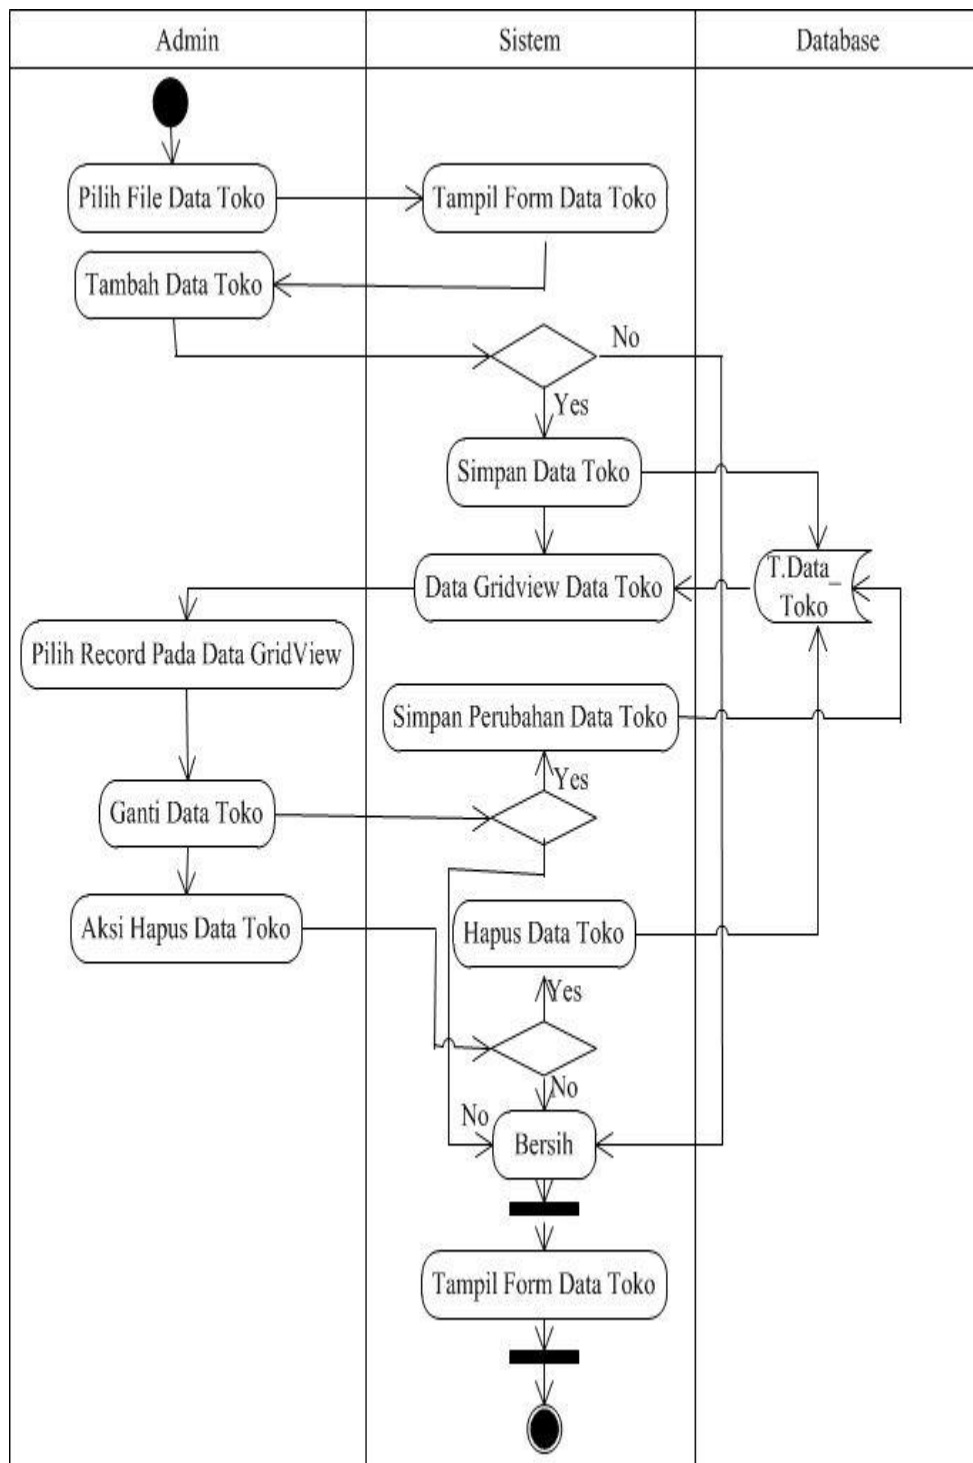 Admin
Sistem
Database
Pilih File Data Toko
Tampil Form Data Toko
Tambah Data Toko
No
Yes
Simpan Data Toko
Data Gridview Data Toko
T.Data_
Toko
Pilih Record Pada Data GridView
Simpan Perubahan Data Toko
Yes
Ganti Data Toko
Aksi Hapus Data Toko
Hapus Data Toko
Yes
No
No
Bersih
Tampil Form Data Toko